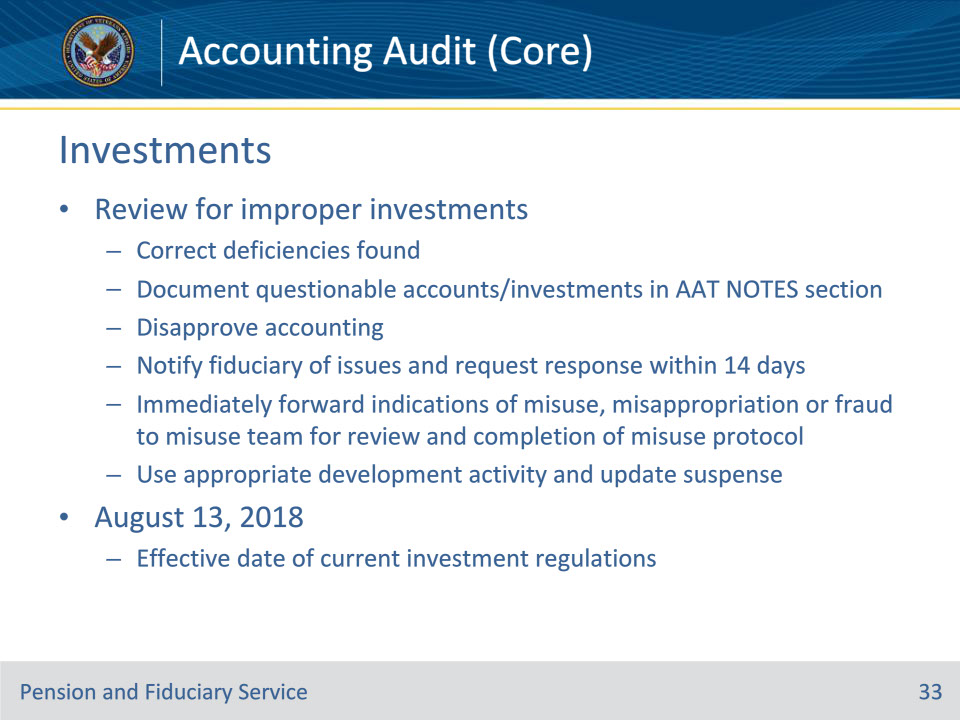 Accounting Audit (Core)
Investments
• Review for improper investments
– Correct deficiencies found
– Document questionable accounts/investments in AAT NOTES section
– Disapprove accounting
– Notify fiduciary of issues and request response within 14 days
– Immediately forward indications of misuse, misappropriation or fraud
to misuse team for review and completion of misuse protocol
– Use appropriate development activity and update suspense
• August 13, 2018
– Effective date of current investment regulations
Pension and Fiduciary Service
33